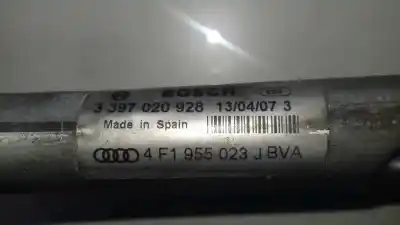 BOSCH
3 397 020 928 13/04/07 3
Made in Spain
4 F1 955 023 J BVA